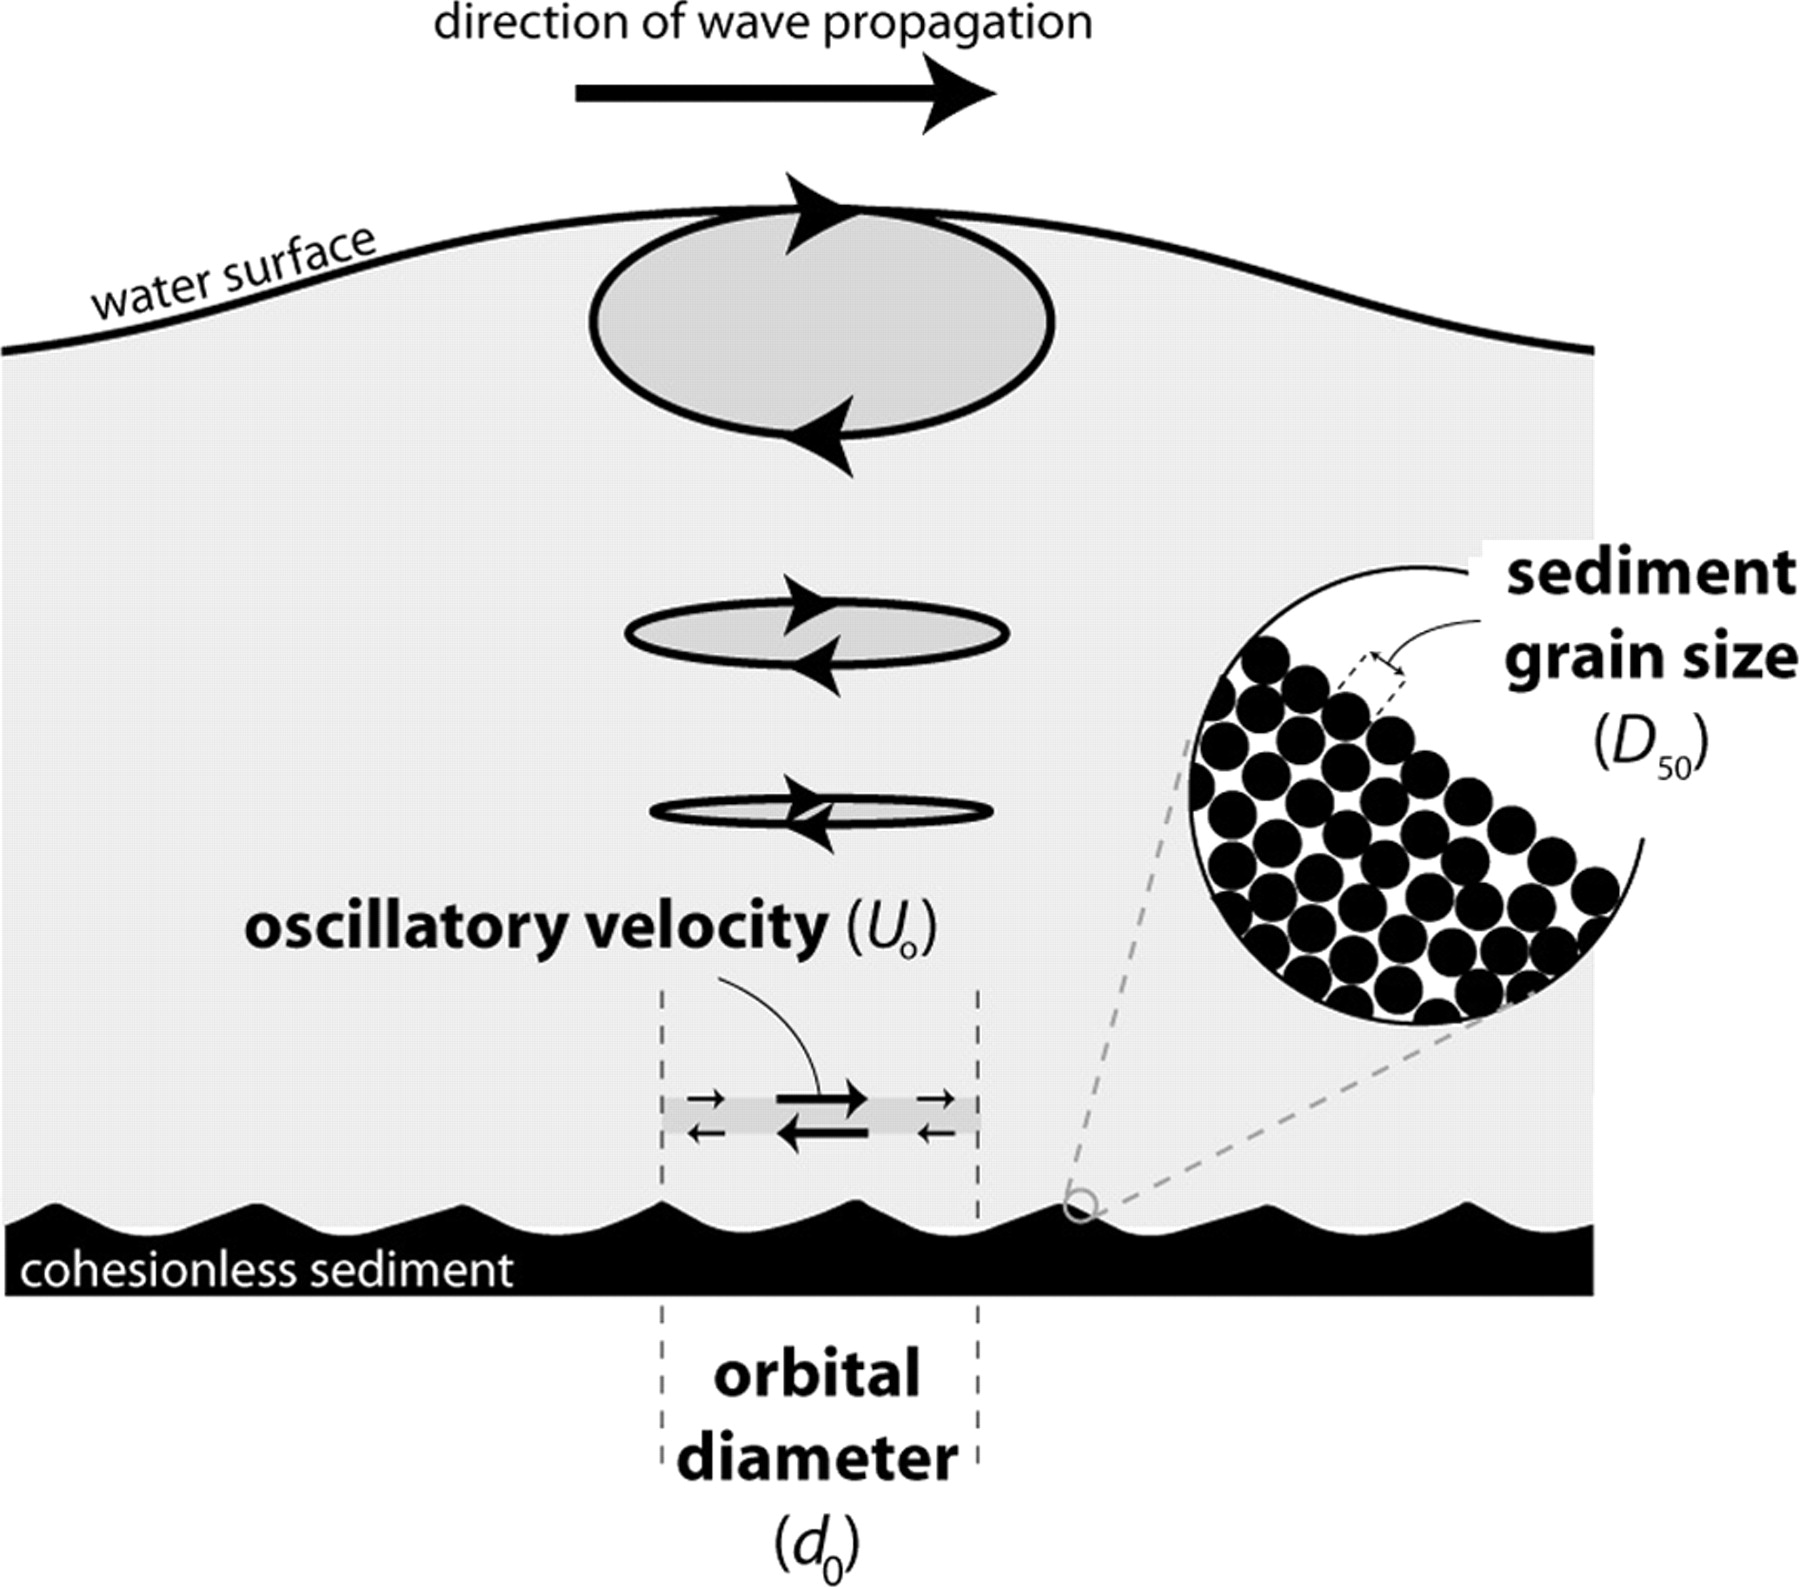 direction of wave propagation
water surface
sediment
grain size
(D50)
oscillatory velocity (Uo)
cohesionless sediment
orbital
diameter
(d0)